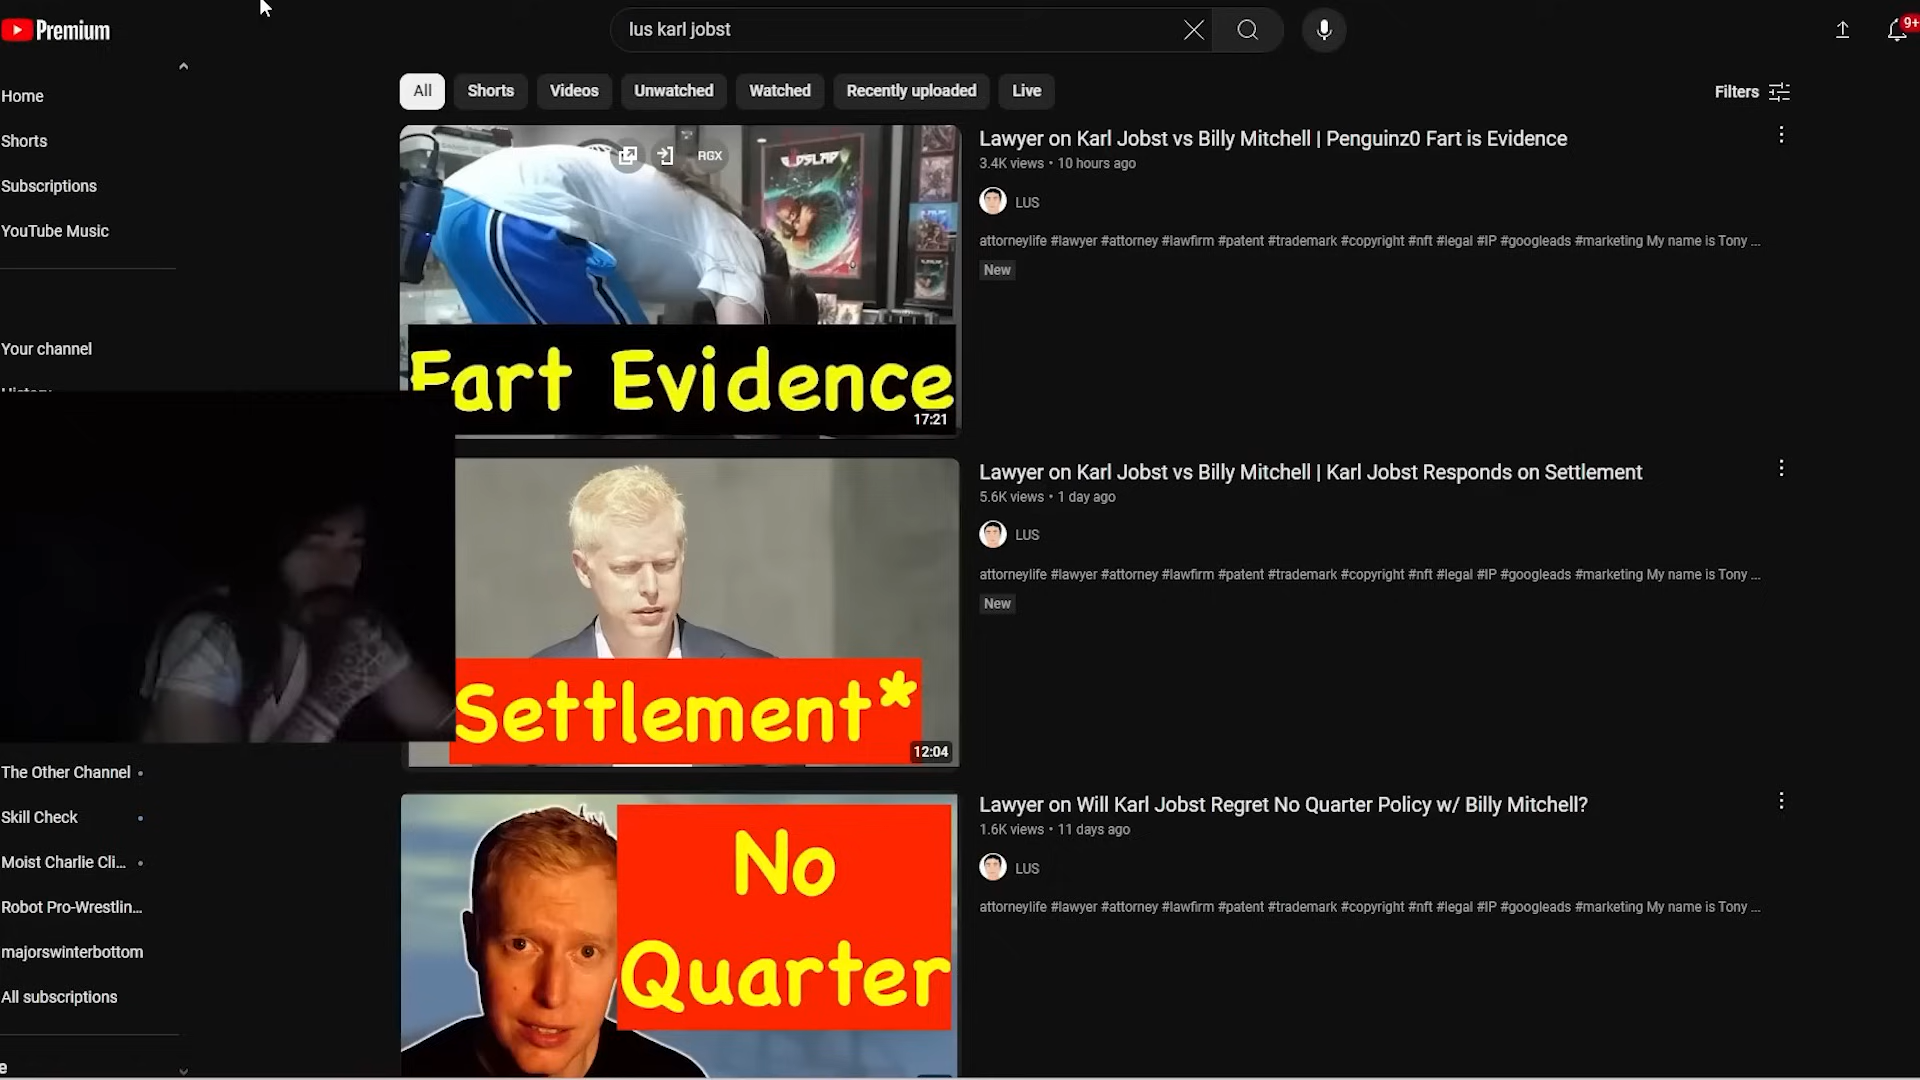 Premium
lus karl jobst
9+
Home
Shorts
Subscriptions
YouTube Music
Your channel
History
The Other Channel
Skill Check
Moist Charlie Cli...
Robot Pro-Wrestlin...
majorswinterbottom
All subscriptions
All Shorts Videos Unwatched Watched Recently uploaded Live
Filters
RGX
Fart Evidence
17:21
Lawyer on Karl Jobst vs Billy Mitchell | Penguinz0 Fart is Evidence
3.4K views • 10 hours ago
LUS
attorneylife #lawyer #attorney #lawfirm #patent #trademark #copyright #nft #legal #IP #googleads #marketing My name is Tony ...
New
Settlement*
12:04
Lawyer on Karl Jobst vs Billy Mitchell | Karl Jobst Responds on Settlement
5.6K views • 1 day ago
LUS
attorneylife #lawyer #attorney #lawfirm #patent #trademark #copyright #nft #legal #IP #googleads #marketing My name is Tony ...
New
No
Quarter
Lawyer on Will Karl Jobst Regret No Quarter Policy w/ Billy Mitchell?
1.6K views • 11 days ago
LUS
attorneylife #lawyer #attorney #lawfirm #patent #trademark #copyright #nft #legal #IP #googleads #marketing My name is Tony ...